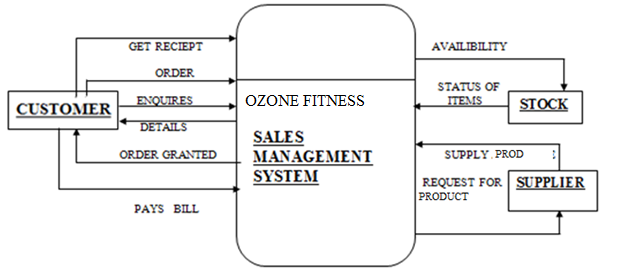 GET RECIEPT
ORDER
CUSTOMER
ENQUIRES
DETAILS
ORDER GRANTED
PAYS BILL
OZONE FITNESS
SALES
MANAGEMENT
SYSTEM
AVAILIBILITY
STATUS OF
ITEMS
STOCK
SUPPLY. PROD
REQUEST FOR
PRODUCT
SUPPLIER